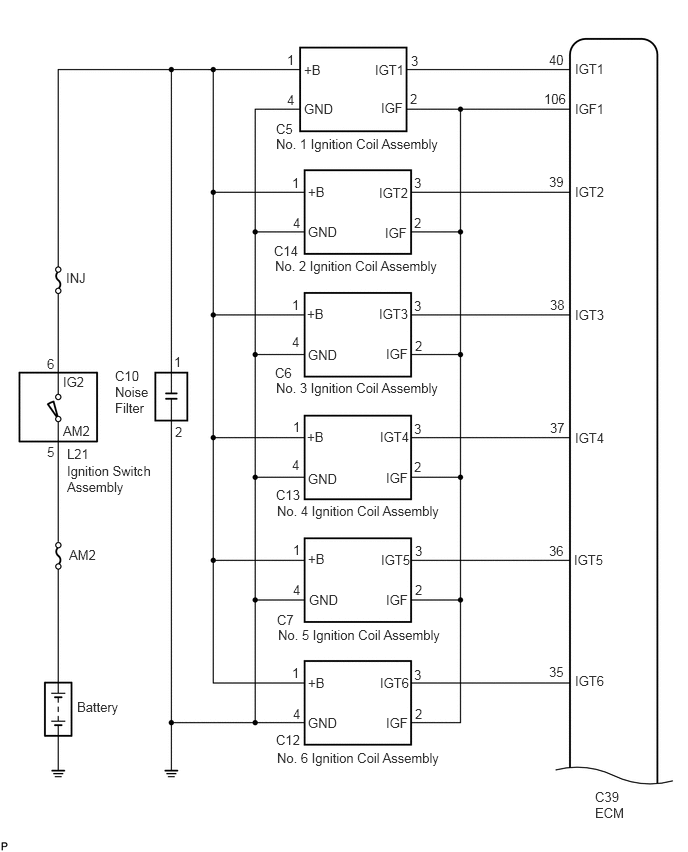 1 +B IGT1 3 40 IGT1
4 GND IGF 2 106 IGF1
C5
No. 1 Ignition Coil Assembly
1 +B IGT2 3 39 IGT2
4 GND IGF 2
C14
No. 2 Ignition Coil Assembly
INJ
1 +B IGT3 3 38 IGT3
4 GND IGF 2
C6
No. 3 Ignition Coil Assembly
6
IG2
AM2
5 L21
Ignition Switch
Assembly
C10
Noise
Filter
1
2
1 +B IGT4 3 37 IGT4
4 GND IGF 2
C13
No. 4 Ignition Coil Assembly
AM2
1 +B IGT5 3 36 IGT5
4 GND IGF 2
C7
No. 5 Ignition Coil Assembly
1 +B IGT6 3 35 IGT6
4 GND IGF 2
C12
No. 6 Ignition Coil Assembly
Battery
C39
ECM
P